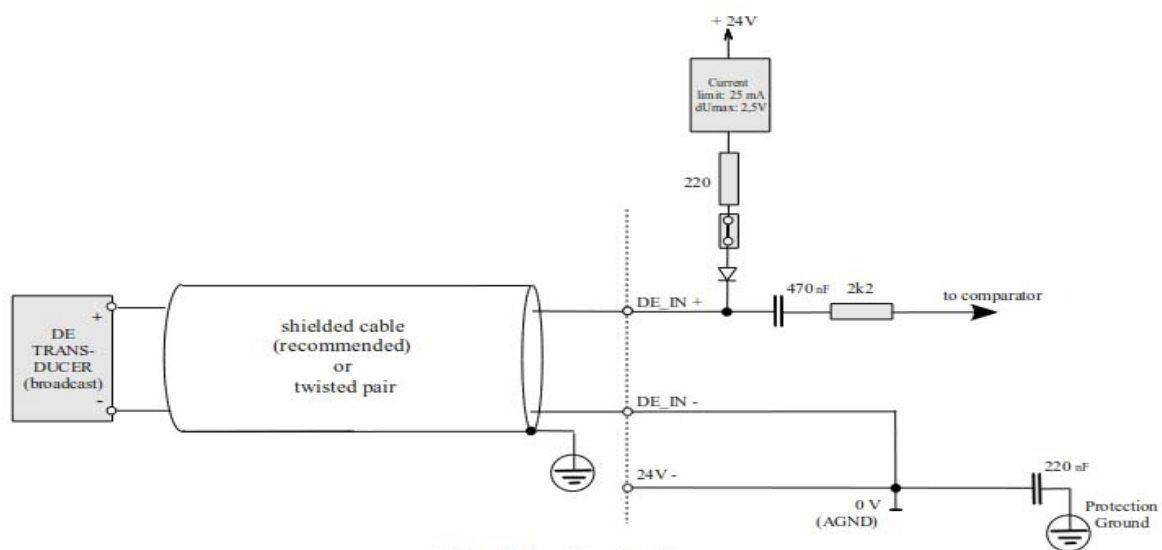 + 24V
Current
limit: 25 mA
dUmax: 2,5V
220
470 nF
2k2
to comparator
DE_IN +
+
DE
TRANS-
DUCER
(broadcast)
-
shielded cable
(recommended)
or
twisted pair
DE_IN -
24V -
0 V
(AGND)
220 nF
Protection
Ground